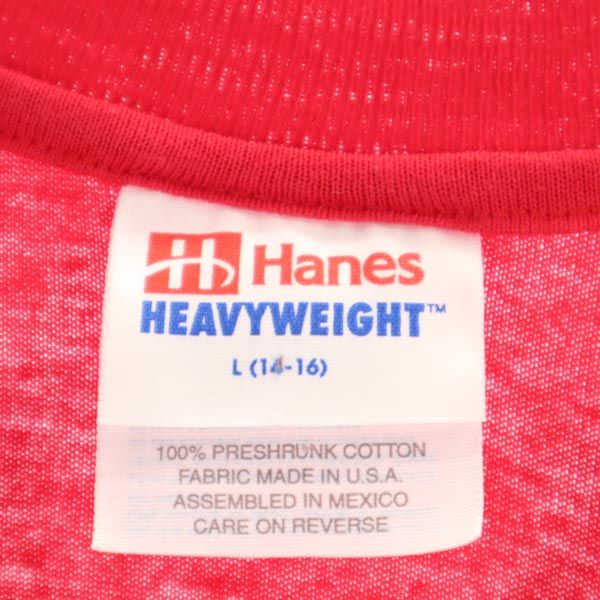 Hanes
HEAVYWEIGHT™
L (14-16)
100% PRESHRUNK COTTON
FABRIC MADE IN U.S.A.
ASSEMBLED IN MEXICO
CARE ON REVERSE